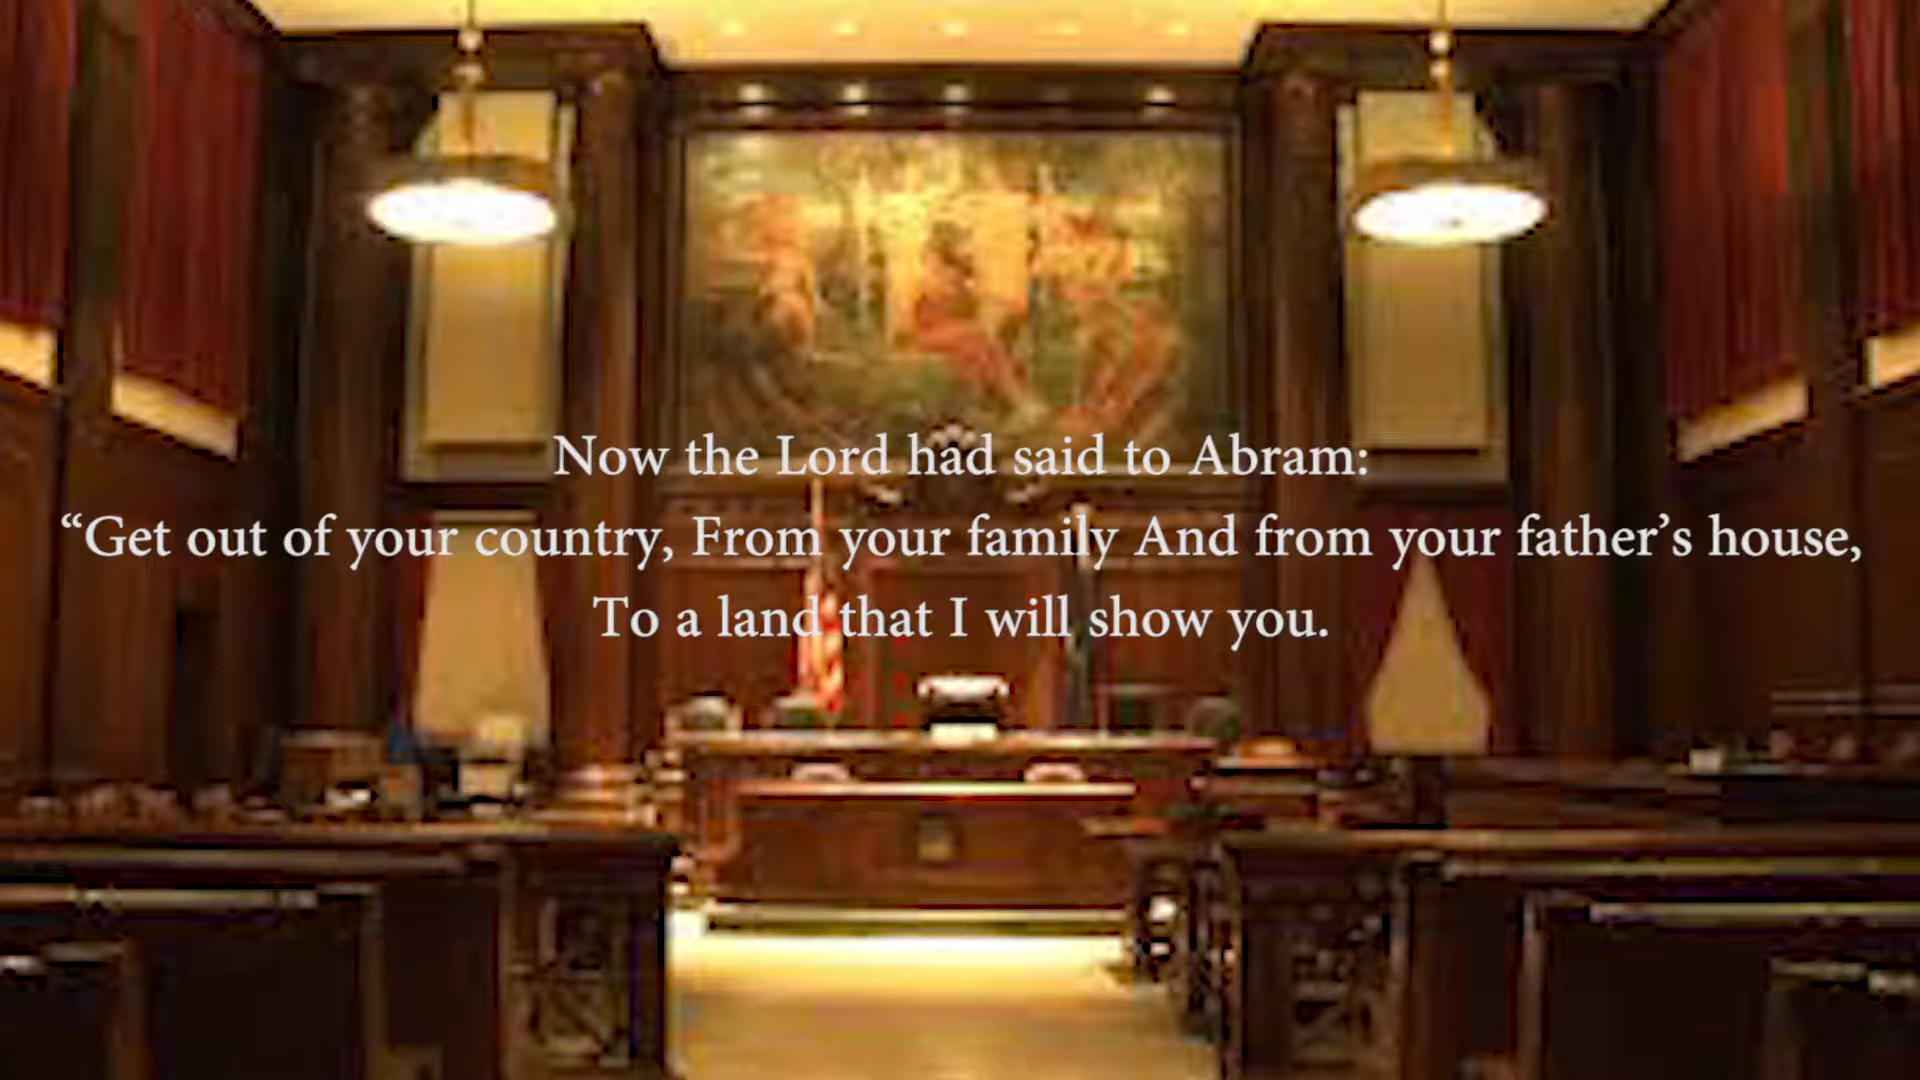 Now the Lord had said to Abram:
“Get out of your country, From your family And from your father’s house,
To a land that I will show you.